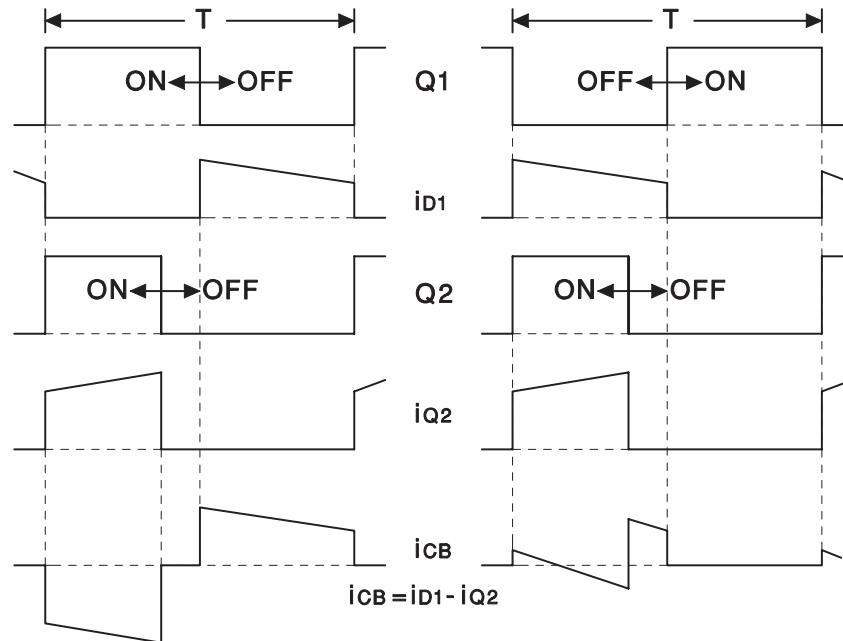 T T
ON OFF Q1 OFF ON
iD1
ON OFF Q2 ON OFF
iQ2
iCB
iCB = iD1 - iQ2